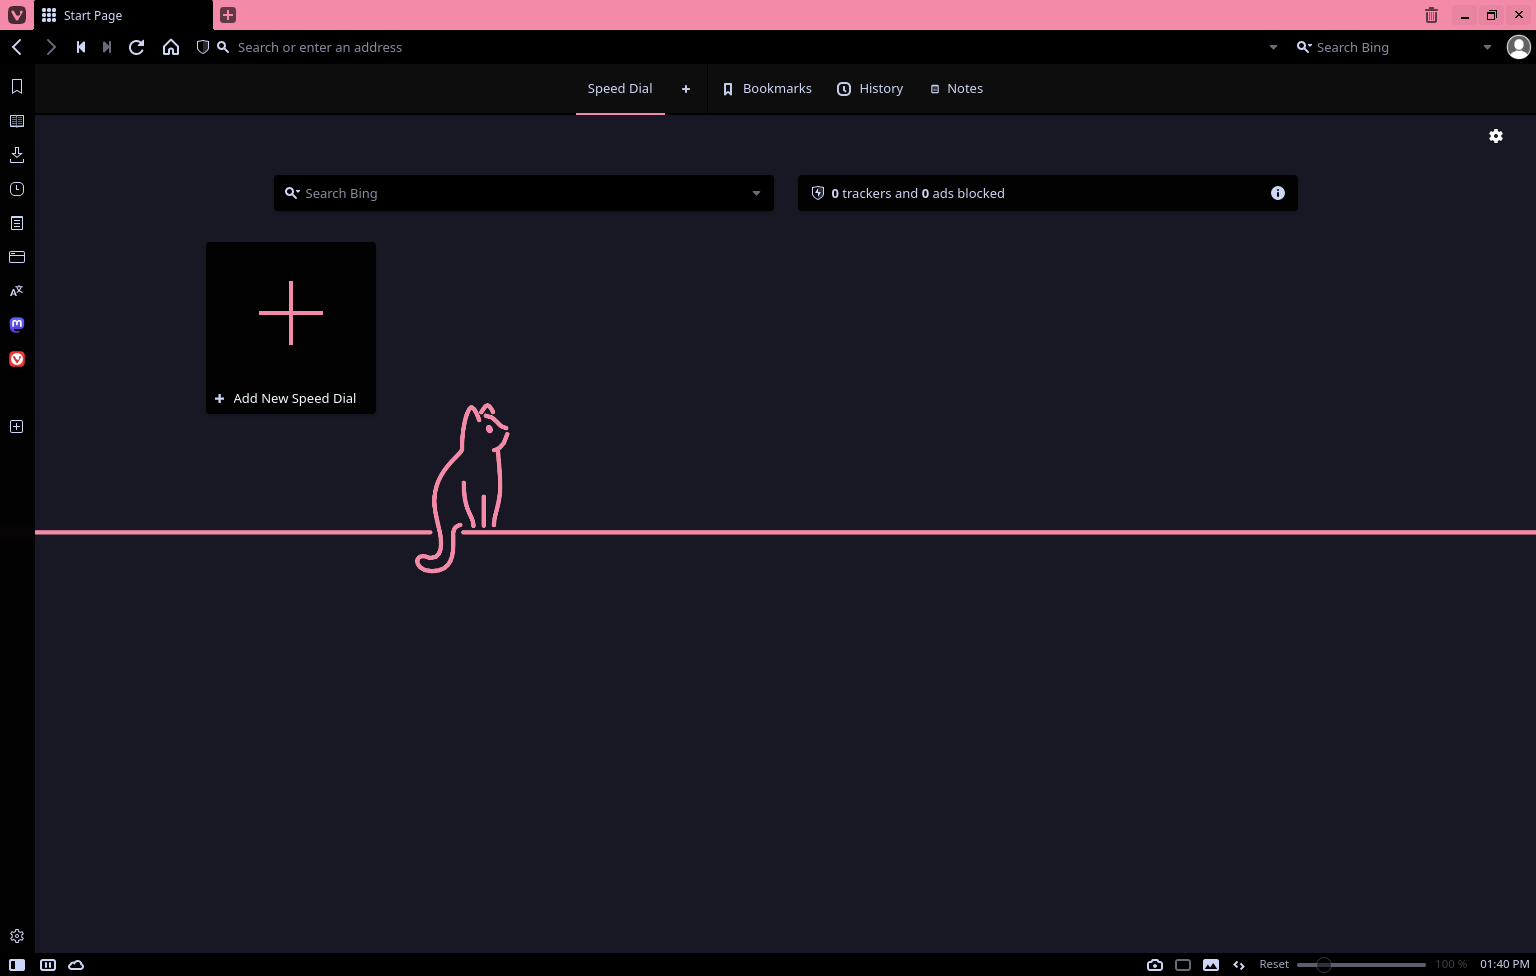 Start Page
Search or enter an address
Search Bing
Speed Dial
Bookmarks
History
Notes
Search Bing
0 trackers and 0 ads blocked
Add New Speed Dial
Reset
100 %
01:40 PM